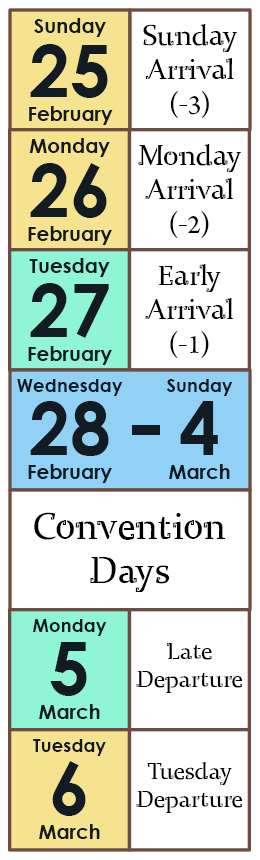 Sunday
25
February
Sunday
Arrival
(-3)
Monday
26
February
Monday
Arrival
(-2)
Tuesday
27
February
Early
Arrival
(-1)
Wednesday Sunday
28 - 4
February March
Convention
Days
Monday
5
March
Late
Departure
Tuesday
6
March
Tuesday
Departure